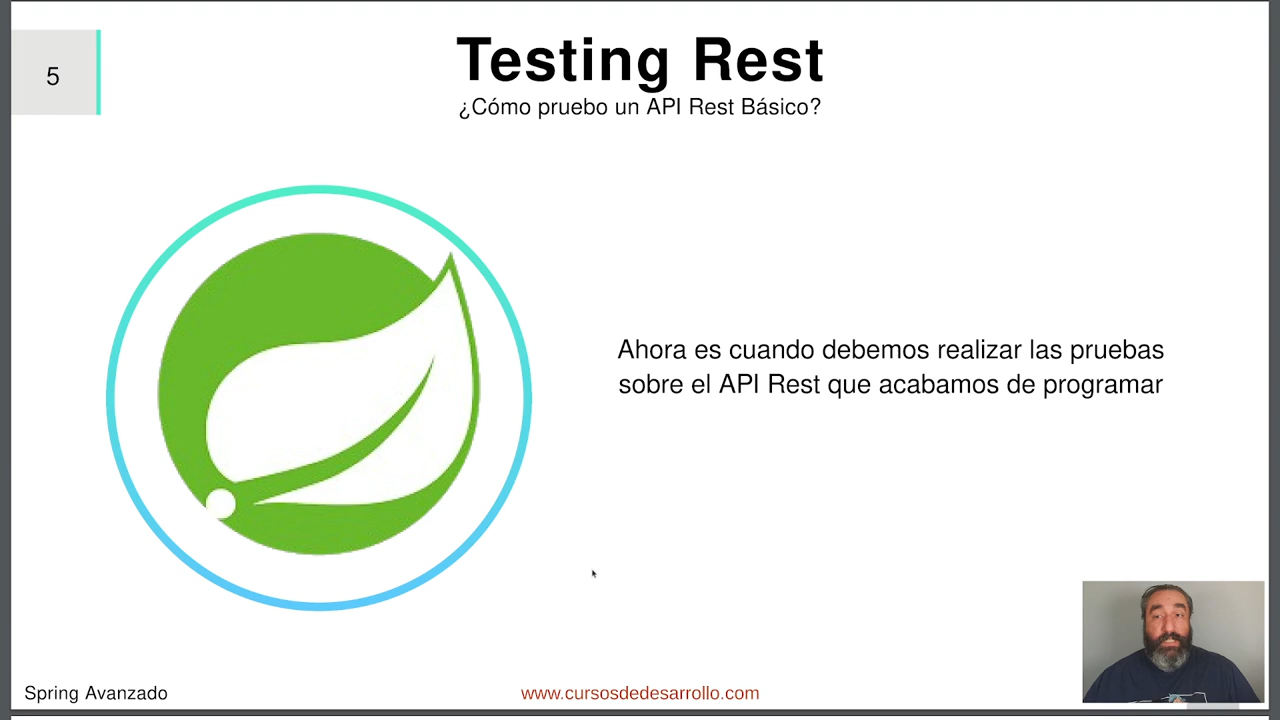 5
Testing Rest
¿Cómo pruebo un API Rest Básico?
Ahora es cuando debemos realizar las pruebas
sobre el API Rest que acabamos de programar
Spring Avanzado
www.cursosdedesarrollo.com